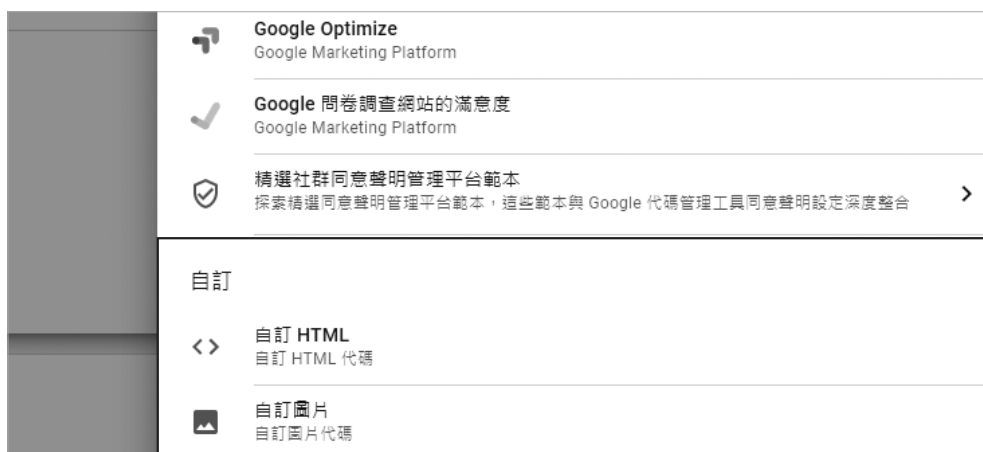 Google Optimize
Google Marketing Platform
Google 問卷調查網站的滿意度
Google Marketing Platform
精選社群同意聲明管理平台範本
探索精選同意聲明管理平台範本，這些範本與 Google 代碼管理工具同意聲明設定深度整合
自訂
自訂 HTML
自訂 HTML 代碼
自訂圖片
自訂圖片代碼